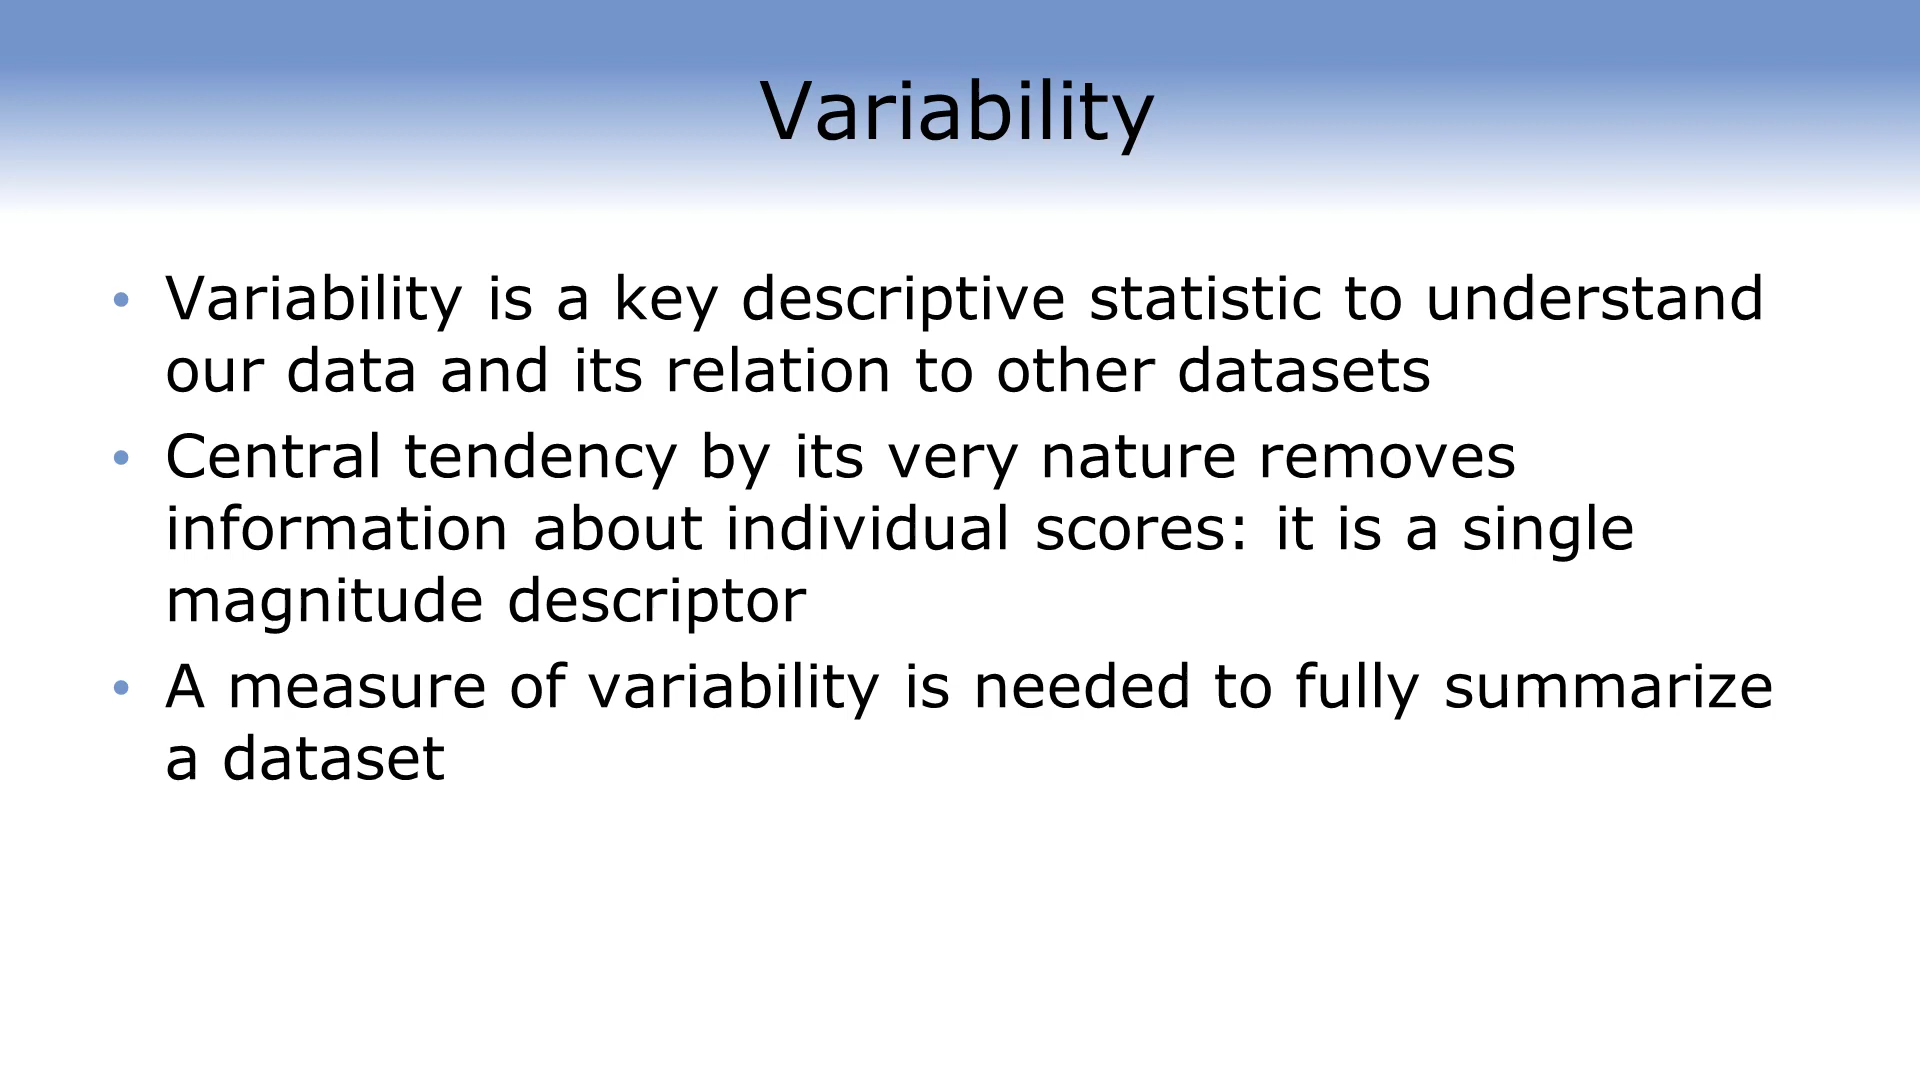 Variability
• Variability is a key descriptive statistic to understand
our data and its relation to other datasets
• Central tendency by its very nature removes
information about individual scores: it is a single
magnitude descriptor
• A measure of variability is needed to fully summarize
a dataset